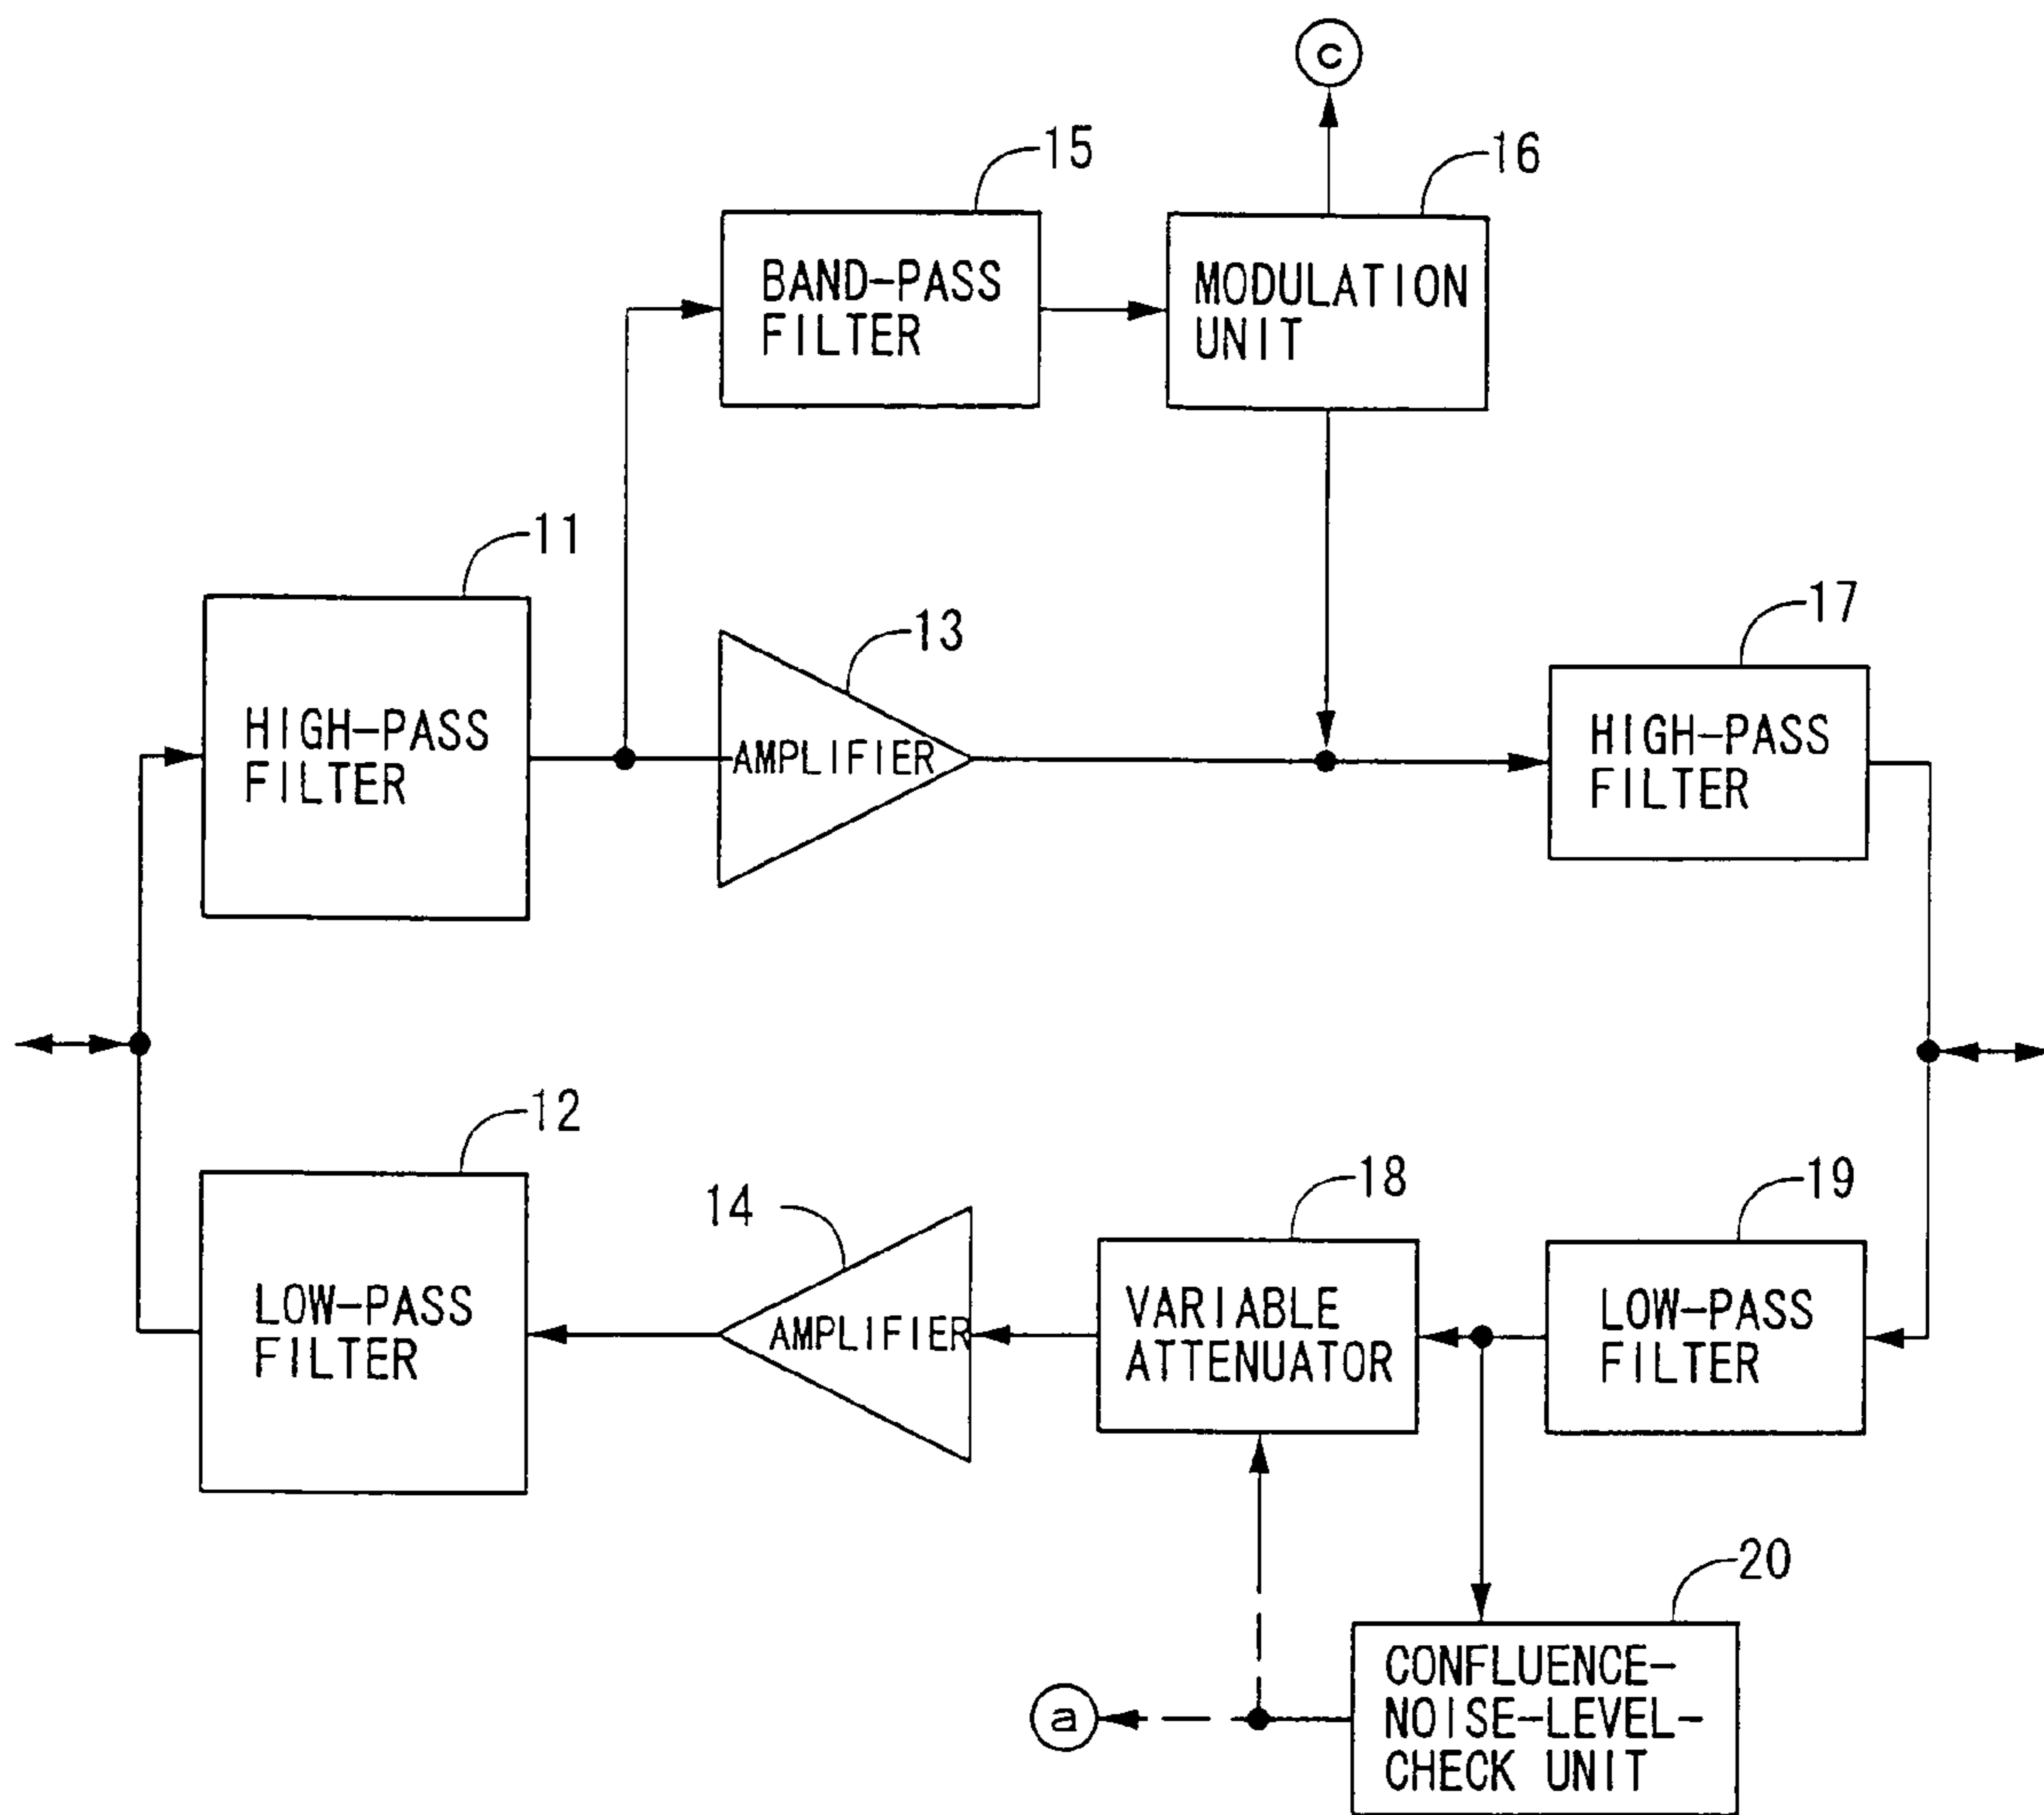 c
15
16
BAND-PASS
FILTER
MODULATION
UNIT
11
13
17
HIGH-PASS
FILTER
AMPLIFIER
HIGH-PASS
FILTER
12
14
18
19
LOW-PASS
FILTER
AMPLIFIER
VARIABLE
ATTENUATOR
LOW-PASS
FILTER
20
a
CONFLUENCE-
NOISE-LEVEL-
CHECK UNIT